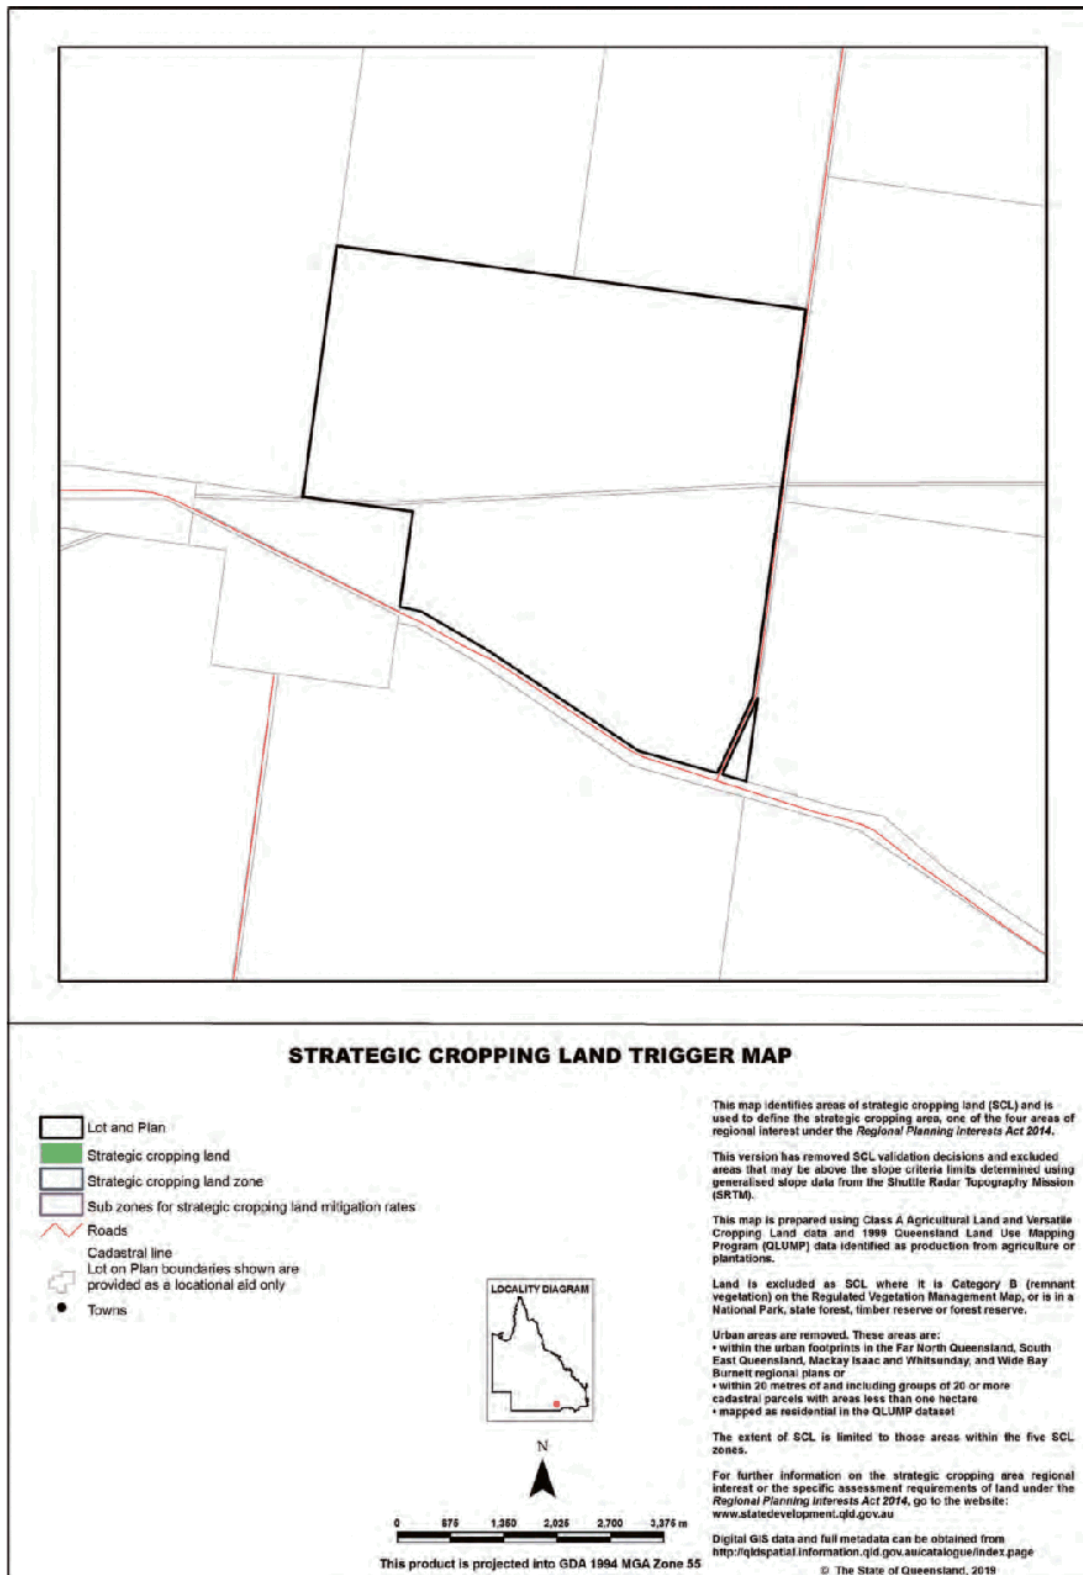 STRATEGIC CROPPING LAND TRIGGER MAP
Lot and Plan
Strategic cropping land
Strategic cropping land zone
Sub zones for strategic cropping land mitigation rates
Roads
Cadastral line
Lot on Plan boundaries shown are
provided as a locational aid only
Towns
LOCALITY DIAGRAM
N
0 675 1,350 2,025 2,700 3,375 m
This product is projected into GDA 1994 MGA Zone 55
This map identifies areas of strategic cropping land (SCL) and is
used to define the strategic cropping area, one of the four areas of
regional interest under the Regional Planning Interests Act 2014.
This version has removed SCL validation decisions and excluded
areas that may be above the slope criteria limits determined using
generalised slope data from the Shuttle Radar Topography Mission
(SRTM).
This map is prepared using Class A Agricultural Land and Versatile
Cropping Land data and 1999 Queensland Land Use Mapping
Program (QLUMP) data identified as production from agriculture or
plantations.
Land is excluded as SCL where it is Category B (remnant
vegetation) on the Regulated Vegetation Management Map, or is in a
National Park, state forest, timber reserve or forest reserve.
Urban areas are removed. These areas are:
• within the urban footprints in the Far North Queensland, South
East Queensland, Mackay Isaac and Whitsunday, and Wide Bay
Burnett regional plans or
• within 20 metres of and including groups of 20 or more
cadastral parcels with areas less than one hectare
• mapped as residential in the QLUMP dataset
The extent of SCL is limited to those areas within the five SCL
zones.
For further information on the strategic cropping area regional
interest or the specific assessment requirements of land under the
Regional Planning Interests Act 2014, go to the website:
www.statedevelopment.qld.gov.au
Digital GIS data and full metadata can be obtained from
http://qldspatial.information.qld.gov.au/catalogue/index.page
© The State of Queensland, 2019